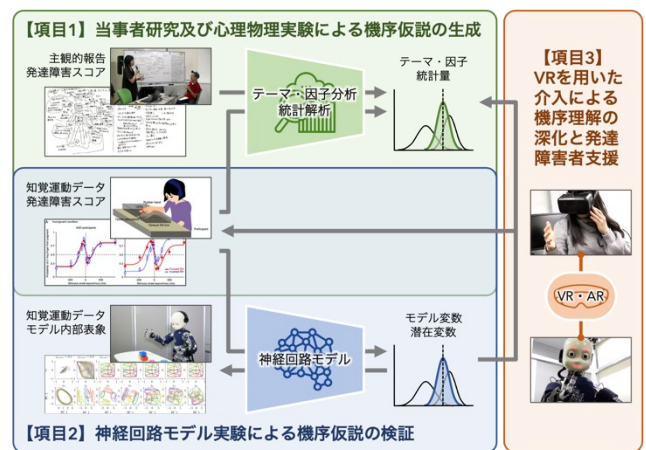 【項目1】当事者研究及び心理物理実験による機序仮説の生成
主観的報告
発達障害スコア
テーマ・因子分析
統計解析
テーマ・因子
統計量
知覚運動データ
発達障害スコア
知覚運動データ
モデル内部表象
神経回路モデル
モデル変数
潜在変数
【項目2】神経回路モデル実験による機序仮説の検証
【項目3】
VRを用いた
介入による
機序理解の
深化と発達
障害者支援
VR・AR